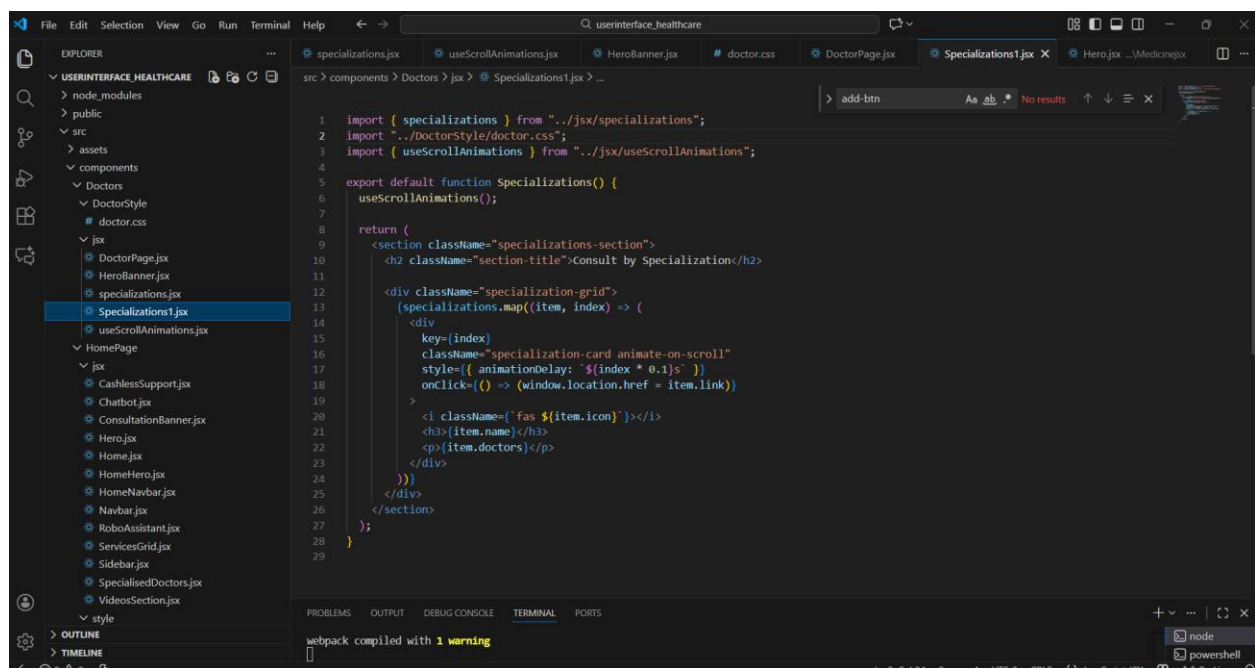 File Edit Selection View Go Run Terminal Help
userinterface_healthcare
EXPLORER
USERINTERFACE_HEALTHCARE
node_modules
public
src
assets
components
Doctors
DoctorStyle
# doctor.css
jsx
DoctorPage.jsx
HeroBanner.jsx
specializations.jsx
Specializations1.jsx
useScrollAnimations.jsx
HomePage
jsx
CashlessSupport.jsx
Chatbot.jsx
ConsultationBanner.jsx
Hero.jsx
Home.jsx
HomeHero.jsx
HomeNavbar.jsx
Navbar.jsx
RoboAssistant.jsx
ServicesGrid.jsx
Sidebar.jsx
SpecialisedDoctors.jsx
VideosSection.jsx
style
OUTLINE
TIMELINE
specializations.jsx useScrollAnimations.jsx HeroBanner.jsx # doctor.css DoctorPage.jsx Specializations1.jsx Hero.jsx ...\Medicinejsx
src > components > Doctors > jsx > Specializations1.jsx > ...
add-btn Aa ab .* No results
1 import { specializations } from "../jsx/specializations";
2 import "../DoctorStyle/doctor.css";
3 import { useScrollAnimations } from "../jsx/useScrollAnimations";
4
5 export default function Specializations() {
6 useScrollAnimations();
7
8 return (
9 <section className="specializations-section">
10 <h2 className="section-title">Consult by Specialization</h2>
11
12 <div className="specialization-grid">
13 {specializations.map((item, index) => (
14 <div
15 key={index}
16 className="specialization-card animate-on-scroll"
17 style={{ animationDelay: `${index * 0.1}s` }}
18 onClick={() => (window.location.href = item.link)}
19 >
20 <i className={`fas ${item.icon}`}></i>
21 <h3>{item.name}</h3>
22 <p>{item.doctors}</p>
23 </div>
24 ))}
25 </div>
26 </section>
27 );
28 }
29
PROBLEMS OUTPUT DEBUG CONSOLE TERMINAL PORTS
webpack compiled with 1 warning
node
powershell